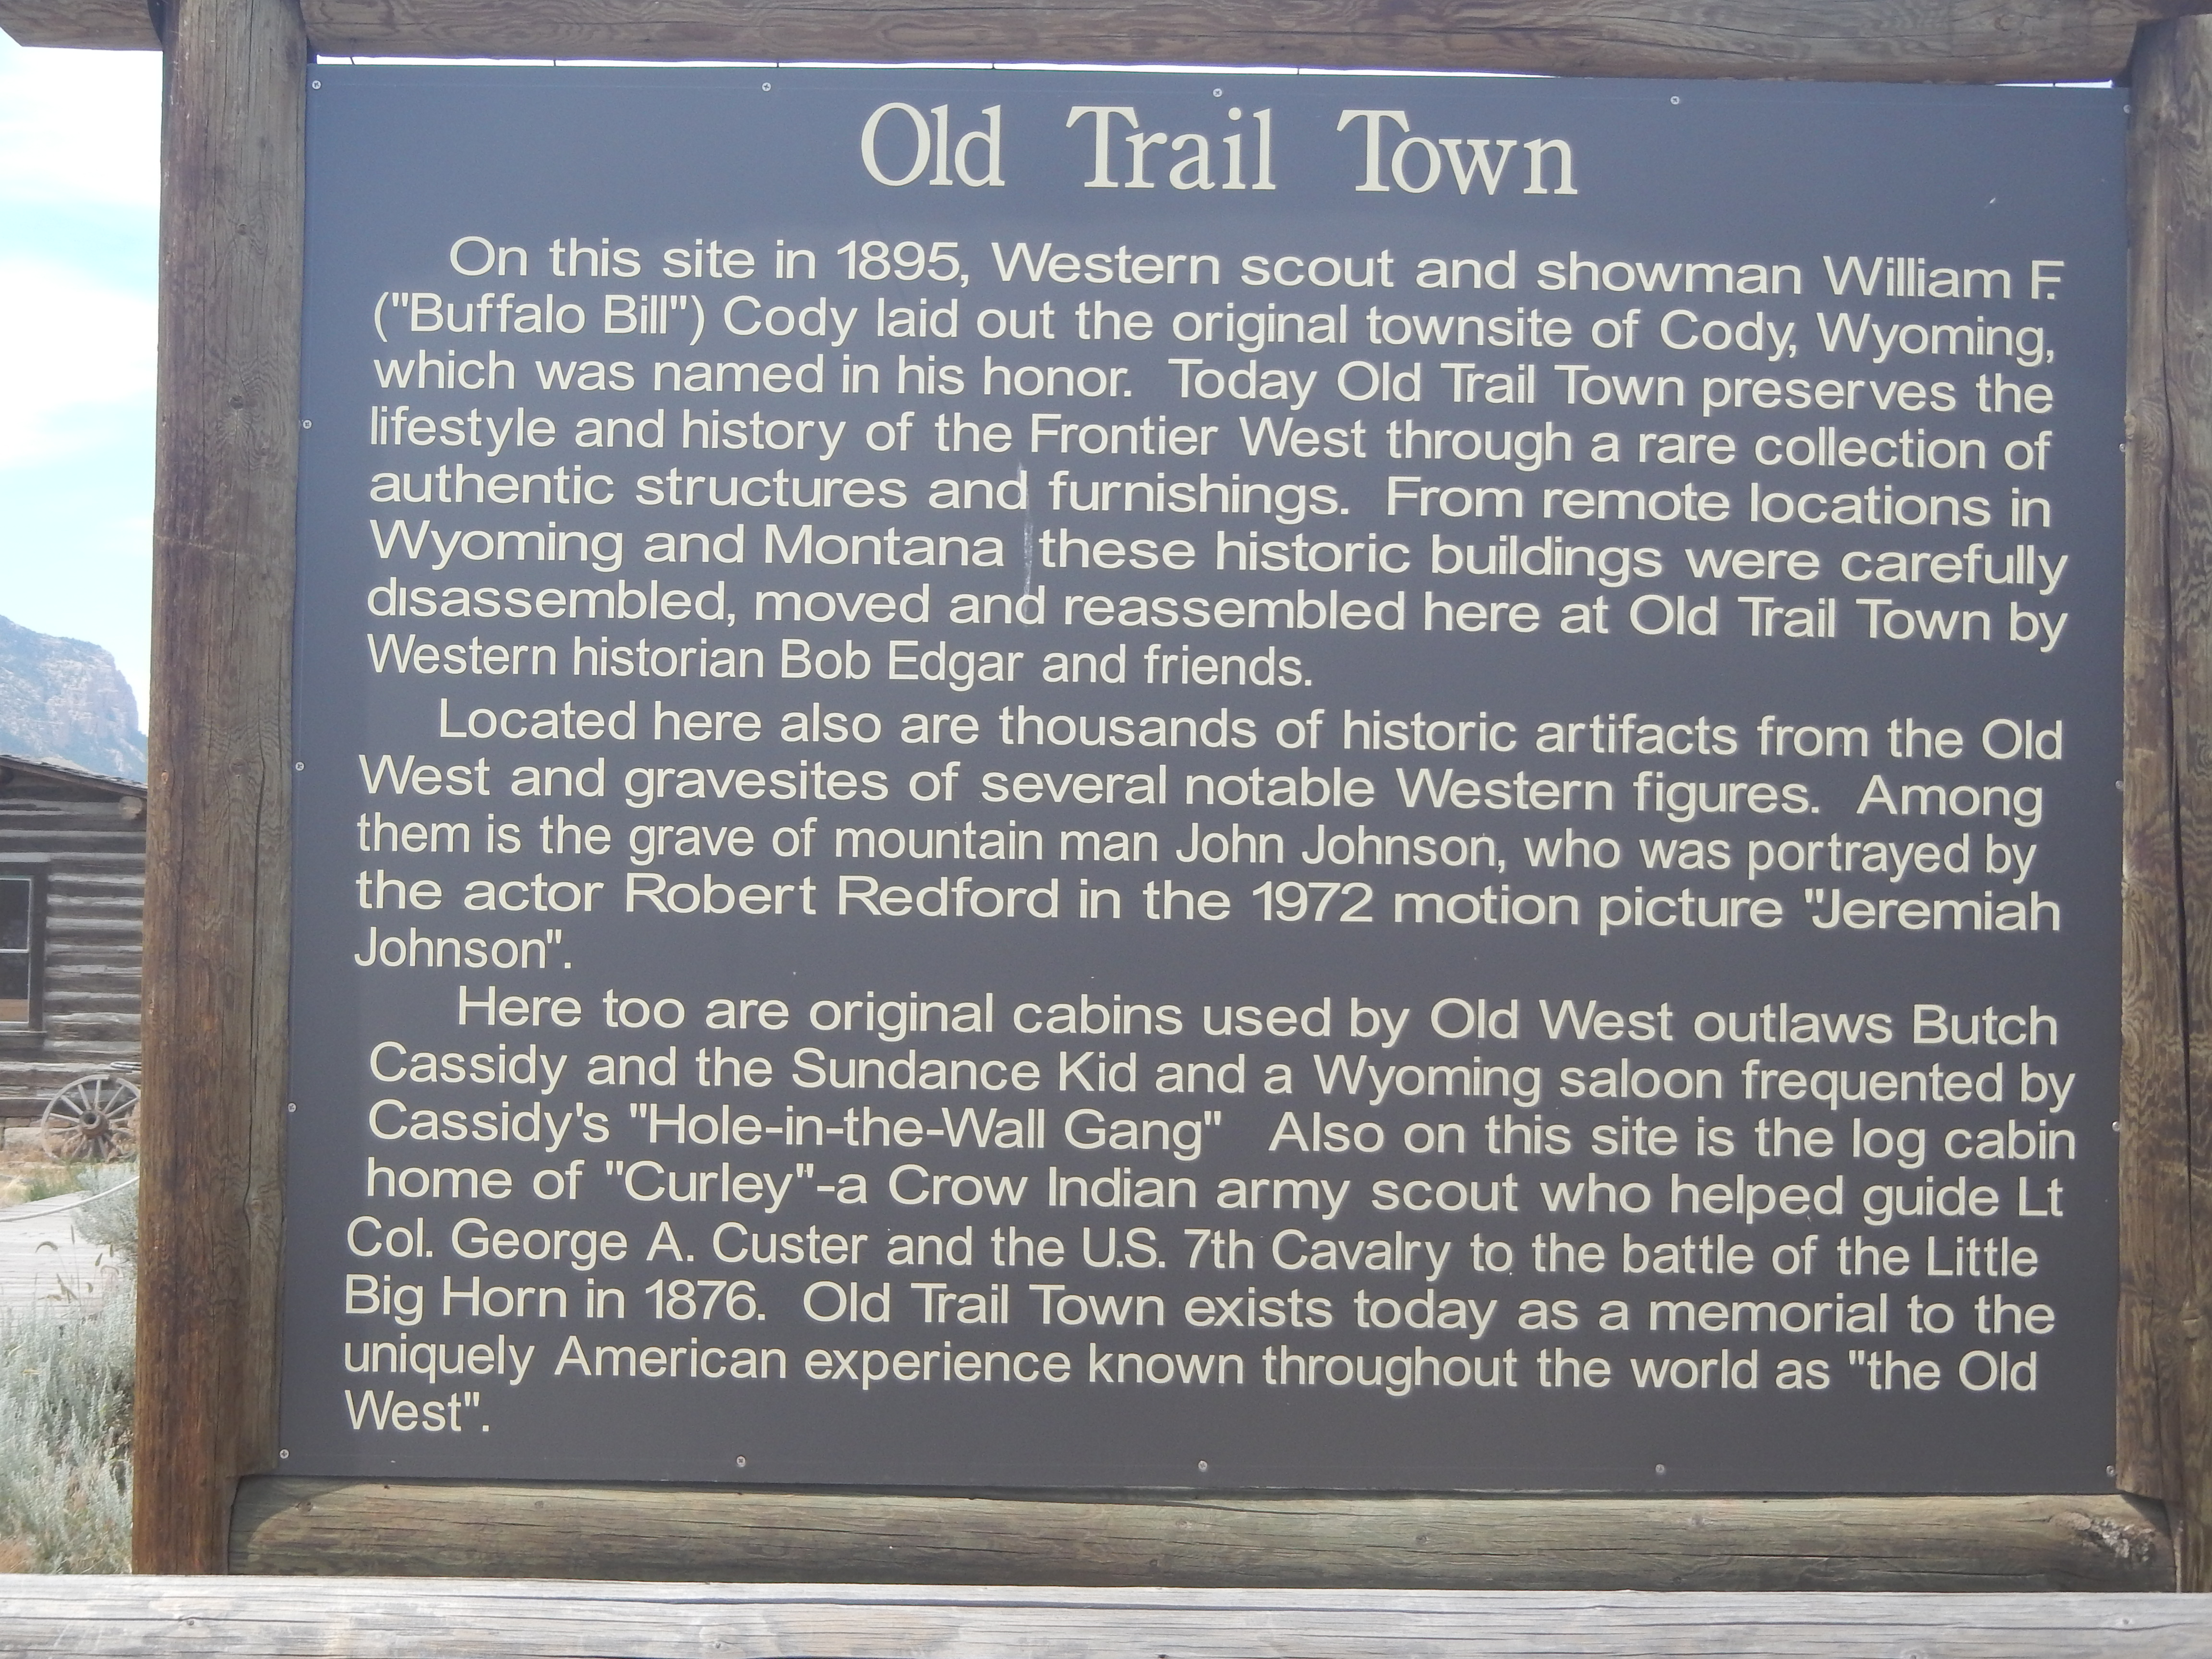 Old Trail Town
On this site in 1895, Western scout and showman William F.
("Buffalo Bill") Cody laid out the original townsite of Cody, Wyoming,
which was named in his honor. Today Old Trail Town preserves the
lifestyle and history of the Frontier West through a rare collection of
authentic structures and furnishings. From remote locations in
Wyoming and Montana these historic buildings were carefully
disassembled, moved and reassembled here at Old Trail Town by
Western historian Bob Edgar and friends.
Located here also are thousands of historic artifacts from the Old
West and gravesites of several notable Western figures. Among
them is the grave of mountain man John Johnson, who was portrayed by
the actor Robert Redford in the 1972 motion picture "Jeremiah
Johnson".
Here too are original cabins used by Old West outlaws Butch
Cassidy and the Sundance Kid and a Wyoming saloon frequented by
Cassidy's "Hole-in-the-Wall Gang" Also on this site is the log cabin
home of "Curley"-a Crow Indian army scout who helped guide Lt
Col. George A. Custer and the U.S. 7th Cavalry to the battle of the Little
Big Horn in 1876. Old Trail Town exists today as a memorial to the
uniquely American experience known throughout the world as "the Old
West".